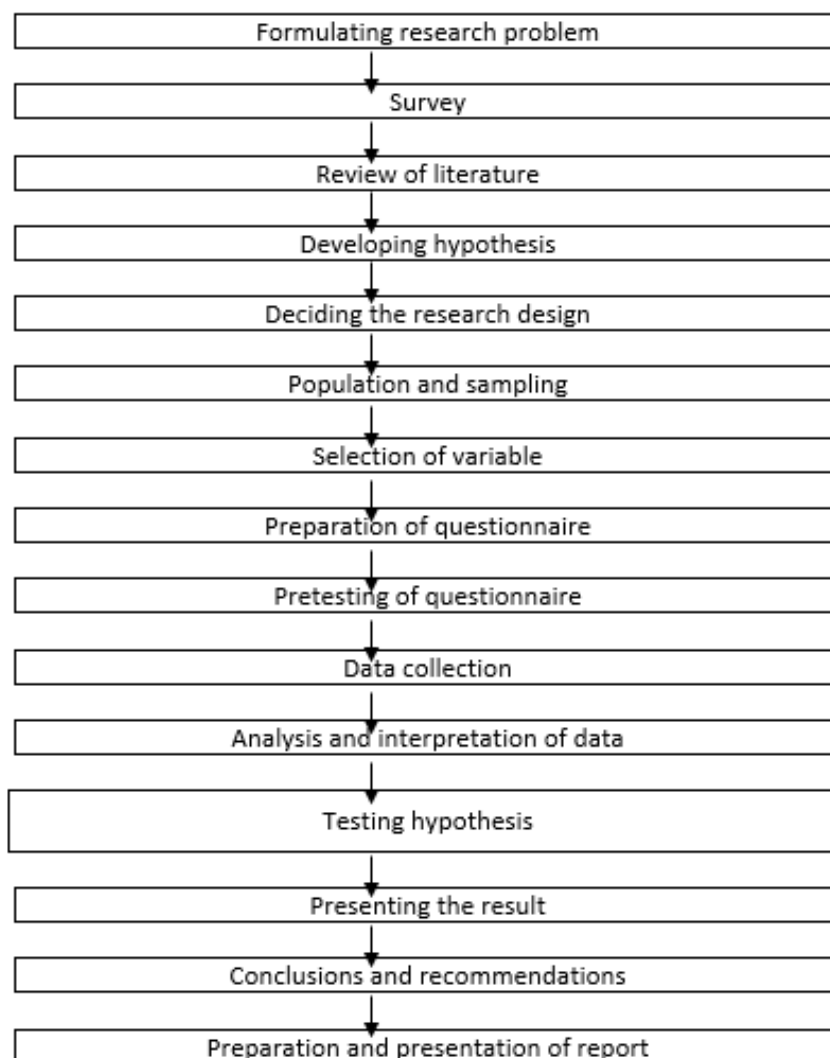 Formulating research problem
Survey
Review of literature
Developing hypothesis
Deciding the research design
Population and sampling
Selection of variable
Preparation of questionnaire
Pretesting of questionnaire
Data collection
Analysis and interpretation of data
Testing hypothesis
Presenting the result
Conclusions and recommendations
Preparation and presentation of report